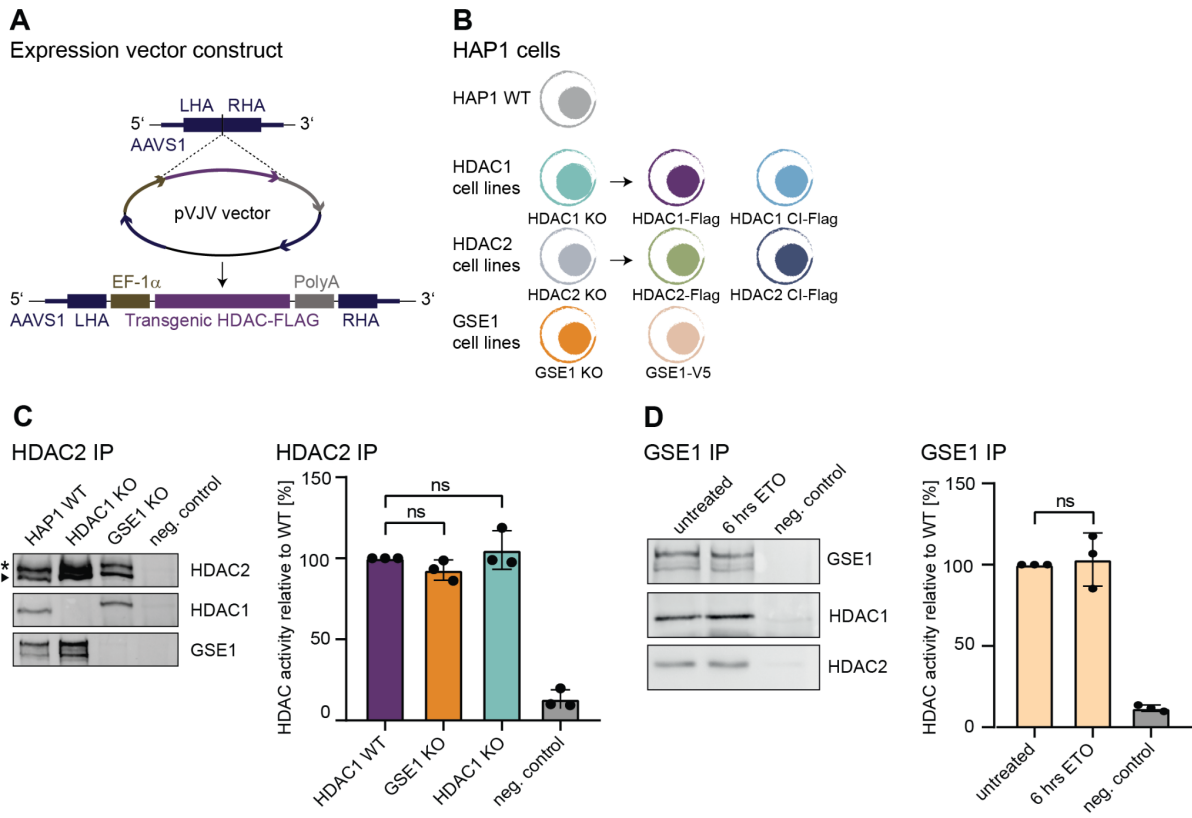 A
Expression vector construct
LHA RHA
5‘ 3‘
AAVS1
pVJV vector
EF-1α PolyA
5‘ 3‘
AAVS1 LHA Transgenic HDAC-FLAG RHA
B
HAP1 cells
HAP1 WT
HDAC1
cell lines
HDAC1 KO HDAC1-Flag HDAC1 CI-Flag
HDAC2
cell lines
HDAC2 KO HDAC2-Flag HDAC2 CI-Flag
GSE1
cell lines
GSE1 KO GSE1-V5
C
HDAC2 IP
HAP1 WT HDAC1 KO GSE1 KO neg. control
* HDAC2
HDAC1
GSE1
HDAC2 IP
HDAC activity relative to WT [%]
150
100
50
0
ns
ns
HDAC1 WT GSE1 KO HDAC1 KO neg. control
D
GSE1 IP
untreated 6 hrs ETO neg. control
GSE1
HDAC1
HDAC2
GSE1 IP
HDAC activity relative to WT [%]
150
100
50
0
ns
untreated 6 hrs ETO neg. control